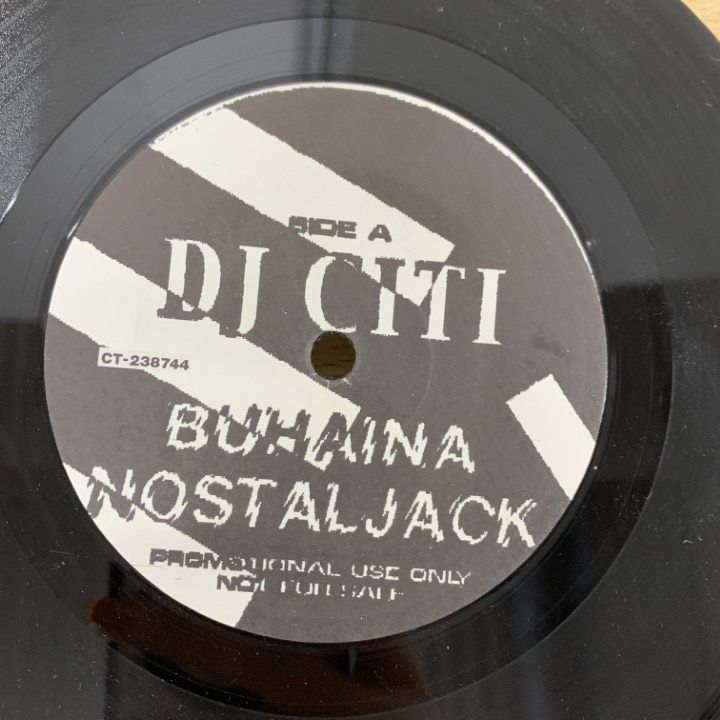 SIDE A
DJ CITI
CT-238744
BUHAINA
NOSTALJACK
PROMOTIONAL USE ONLY
NOT FOR SALE